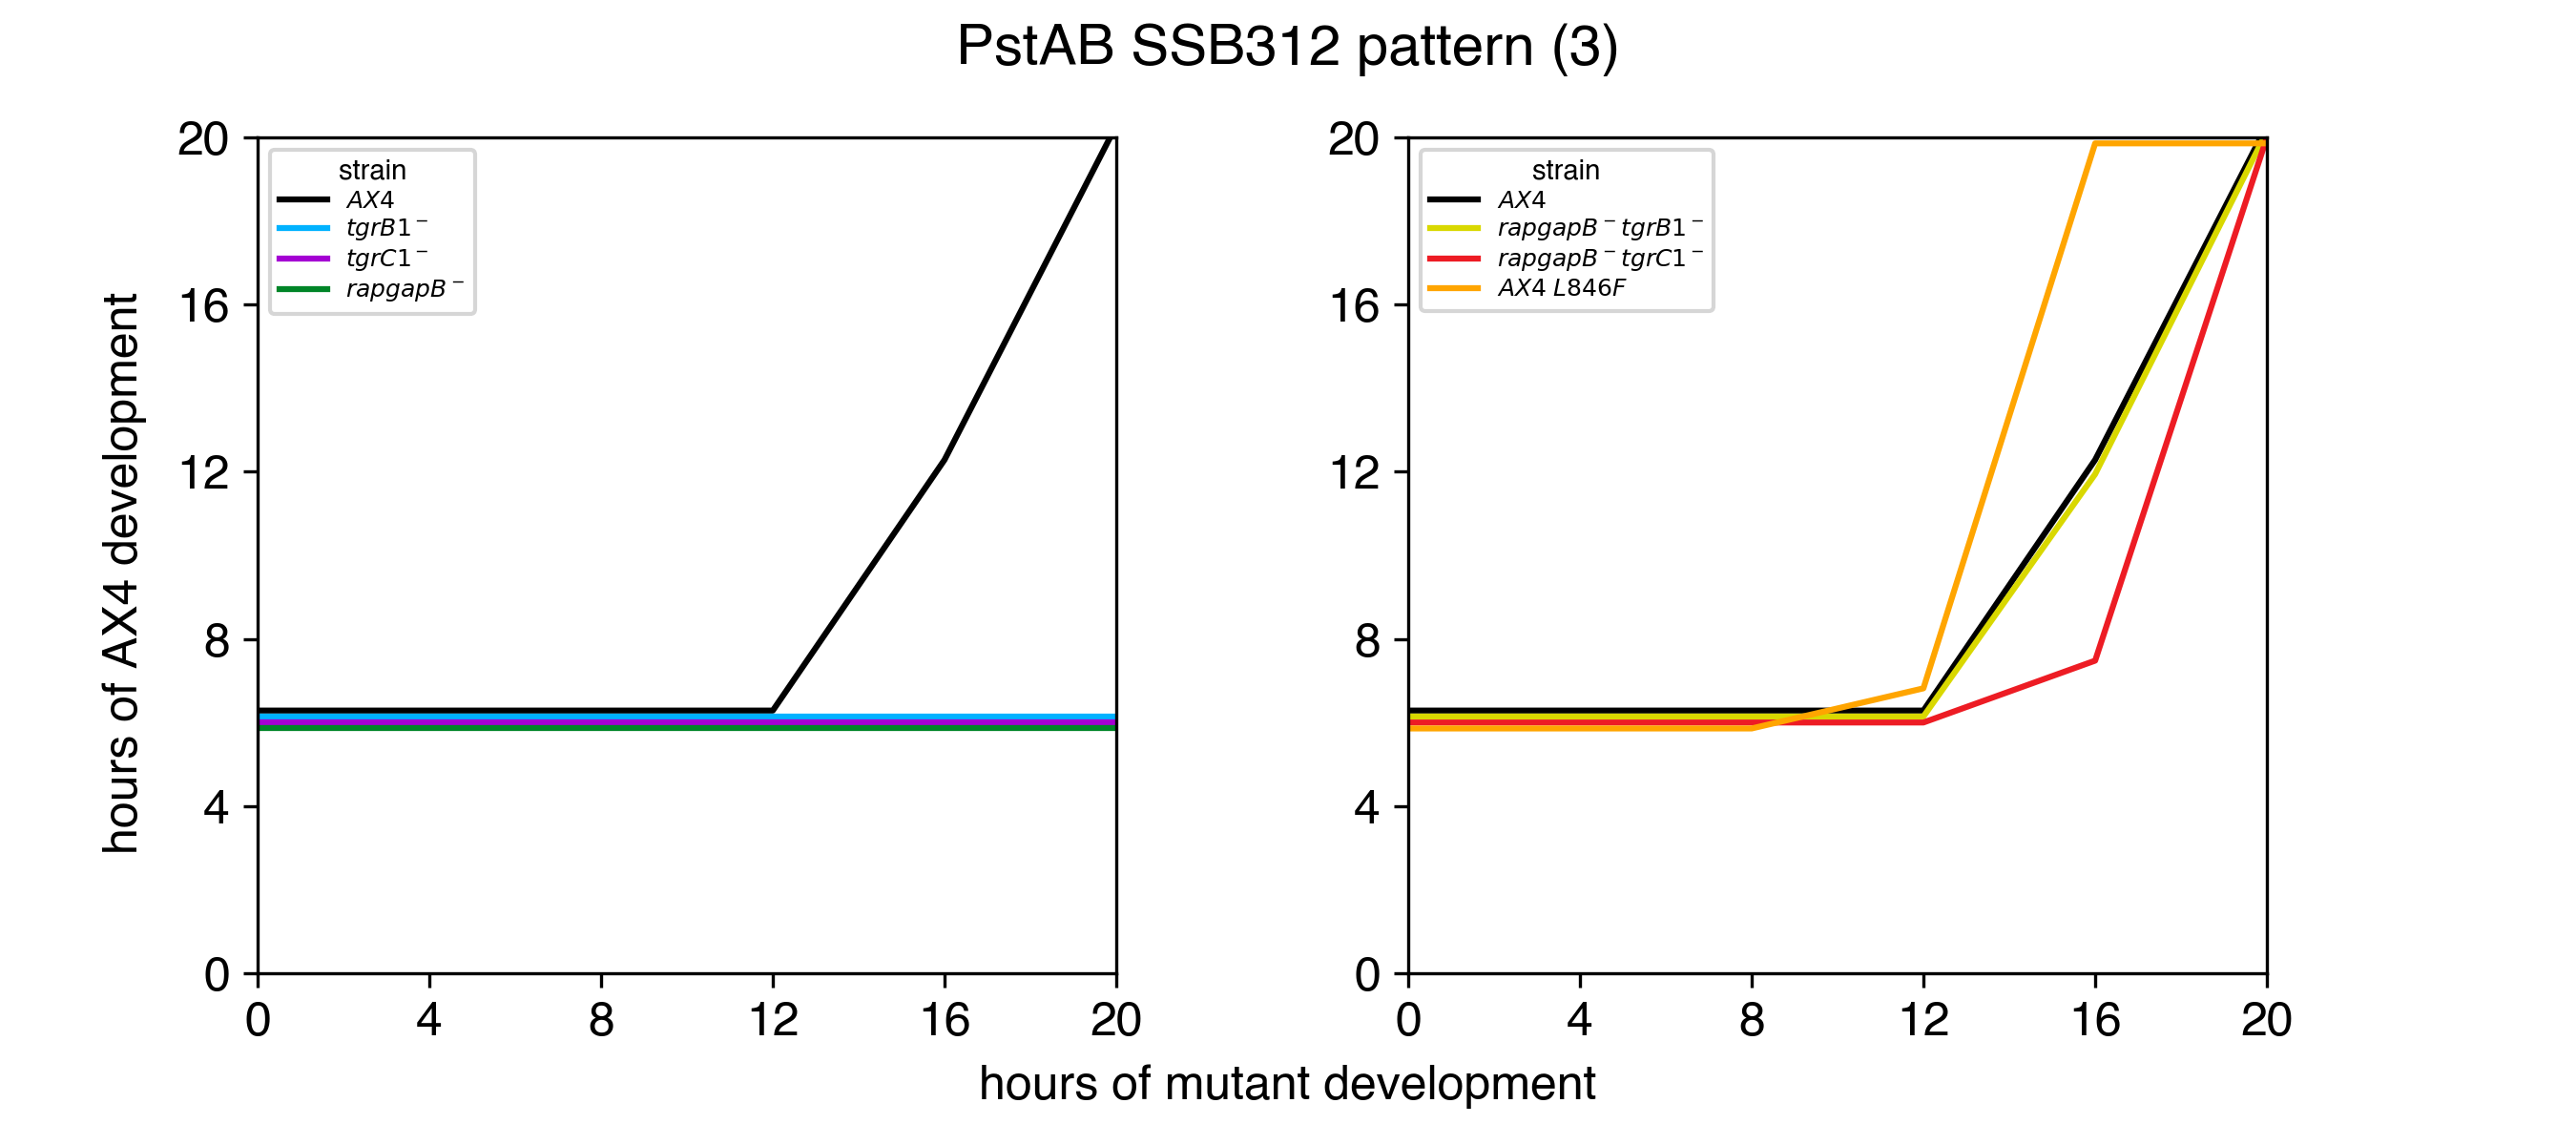 PstAB SSB312 pattern (3)
hours of AX4 development
20
16
12
8
4
0
strain
AX4
tgrB1⁻
tgrC1⁻
rapgapB⁻
0 4 8 12 16 20
20
16
12
8
4
0
strain
AX4
rapgapB⁻tgrB1⁻
rapgapB⁻tgrC1⁻
AX4 L846F
0 4 8 12 16 20
hours of mutant development